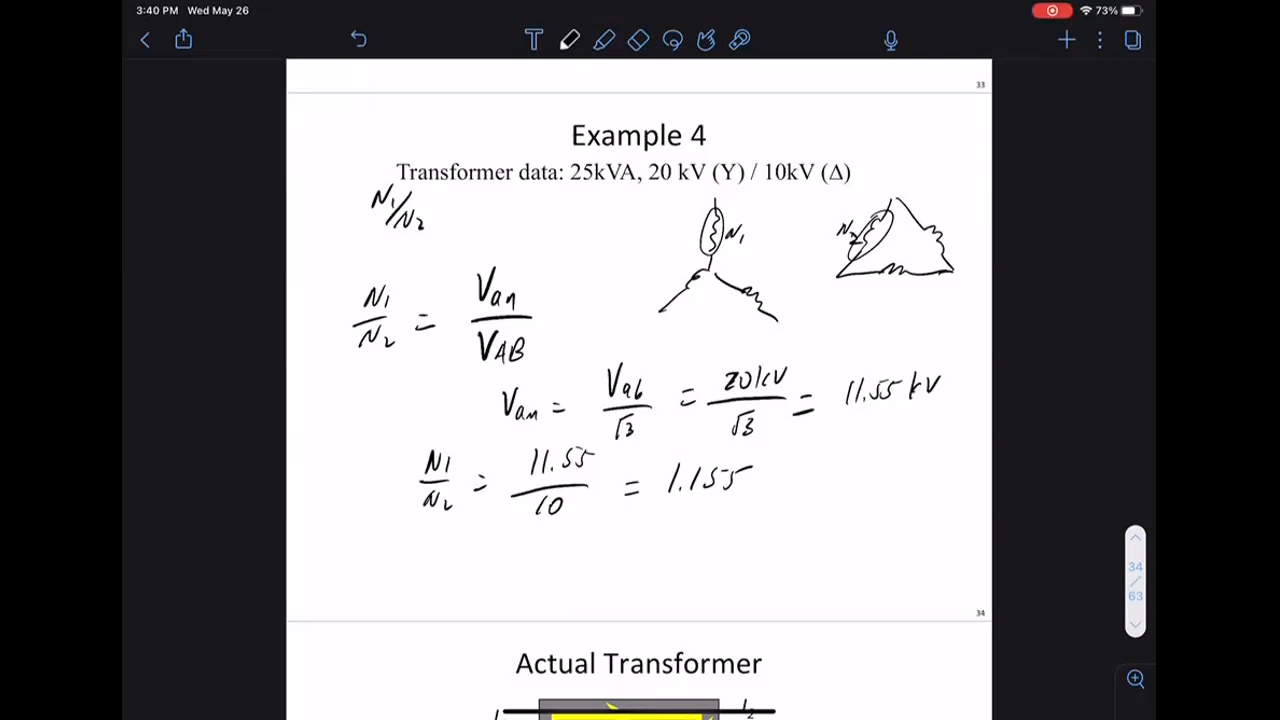 3:40 PM Wed May 26
73%
T
33
Example 4
Transformer data: 25kVA, 20 kV (Y) / 10kV (Δ)
N1/N2
N1
N2
N1/N2 = Van/VAB
Van = Vab/√3 = 20kV/√3 = 11.55 kV
N1/N2 = 11.55/10 = 1.155
34
/
63
34
Actual Transformer
I2